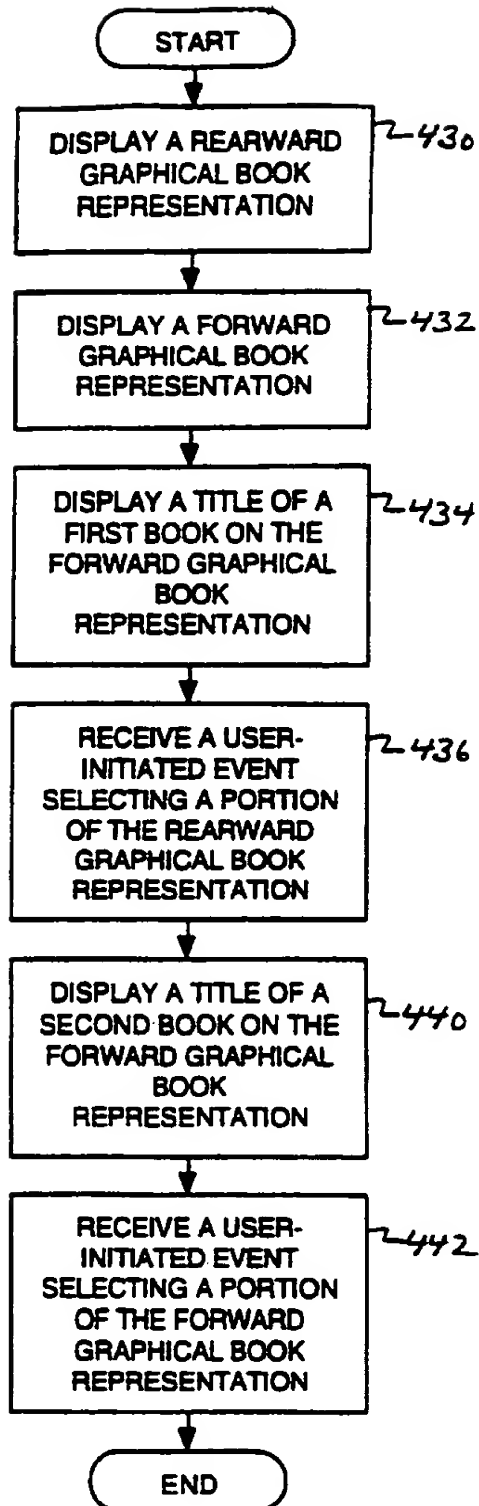 START
DISPLAY A REARWARD
GRAPHICAL BOOK
REPRESENTATION
430
DISPLAY A FORWARD
GRAPHICAL BOOK
REPRESENTATION
432
DISPLAY A TITLE OF A
FIRST BOOK ON THE
FORWARD GRAPHICAL
BOOK
REPRESENTATION
434
RECEIVE A USER-
INITIATED EVENT
SELECTING A PORTION
OF THE REARWARD
GRAPHICAL BOOK
REPRESENTATION
436
DISPLAY A TITLE OF A
SECOND BOOK ON THE
FORWARD GRAPHICAL
BOOK
REPRESENTATION
440
RECEIVE A USER-
INITIATED EVENT
SELECTING A PORTION
OF THE FORWARD
GRAPHICAL BOOK
REPRESENTATION
442
END